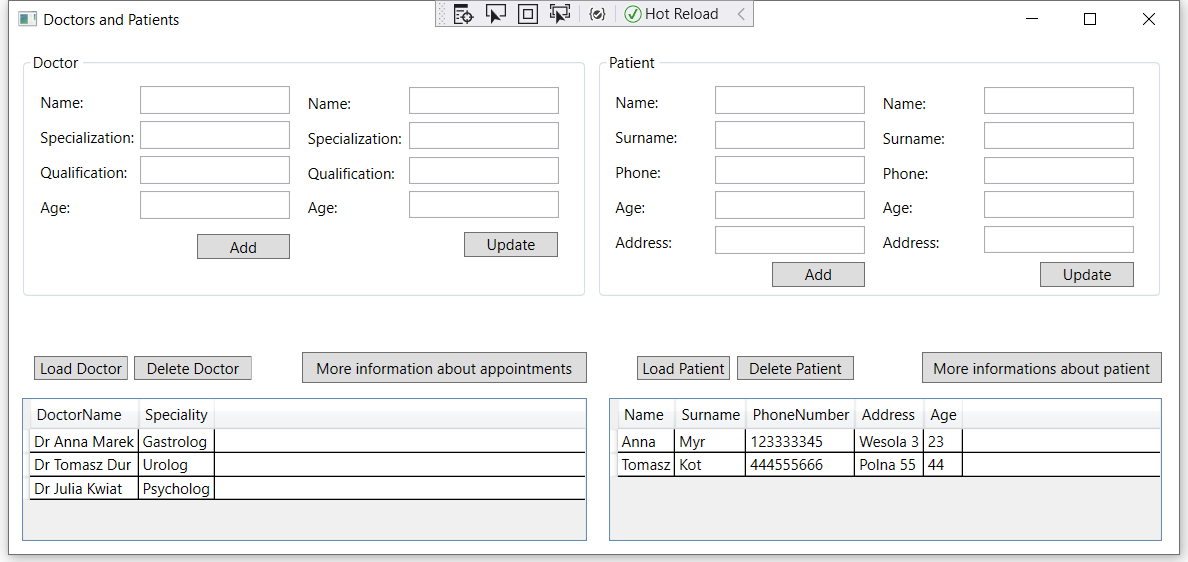 Doctors and Patients
Hot Reload
Doctor
Name:
Name:
Specialization:
Specialization:
Qualification:
Qualification:
Age:
Age:
Add
Update
Patient
Name:
Name:
Surname:
Surname:
Phone:
Phone:
Age:
Age:
Address:
Address:
Add
Update
Load Doctor
Delete Doctor
More information about appointments
DoctorName Speciality
Dr Anna Marek Gastrolog
Dr Tomasz Dur Urolog
Dr Julia Kwiat Psycholog
Load Patient
Delete Patient
More informations about patient
Name Surname PhoneNumber Address Age
Anna Myr 123333345 Wesola 3 23
Tomasz Kot 444555666 Polna 55 44